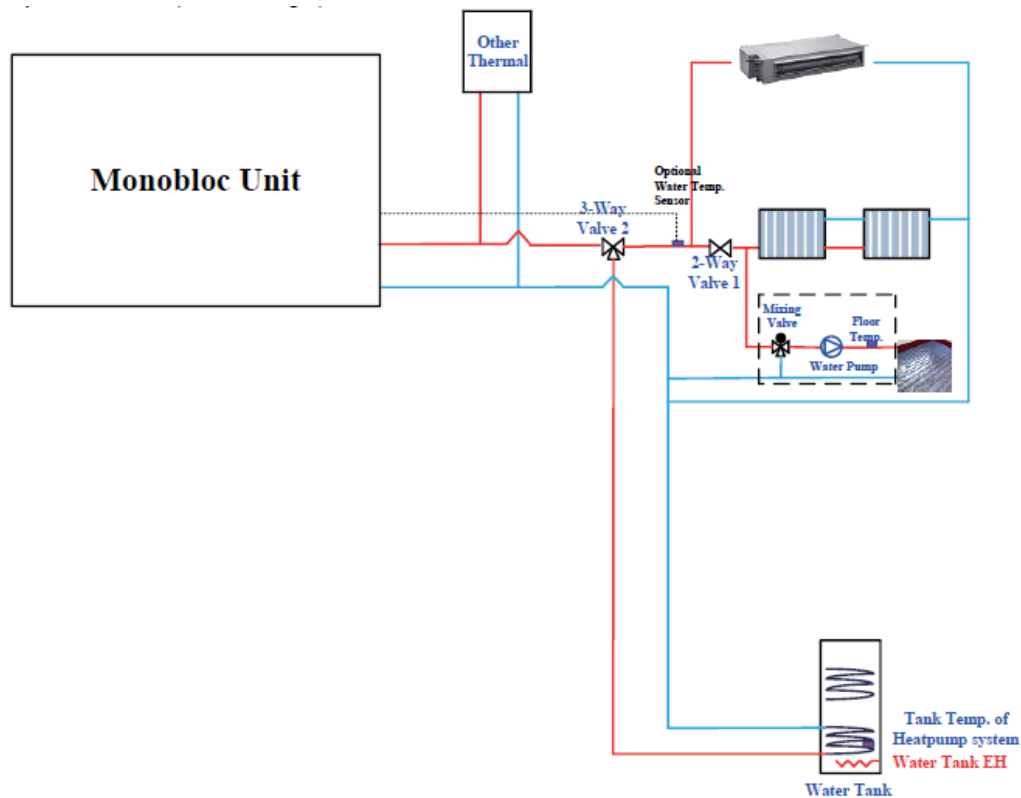 Other
Thermal
Monobloc Unit
Optional
Water Temp.
Sensor
3-Way
Valve 2
2-Way
Valve 1
Mixing
Valve
Floor
Temp.
Water Pump
Tank Temp. of
Heatpump system
Water Tank EH
Water Tank